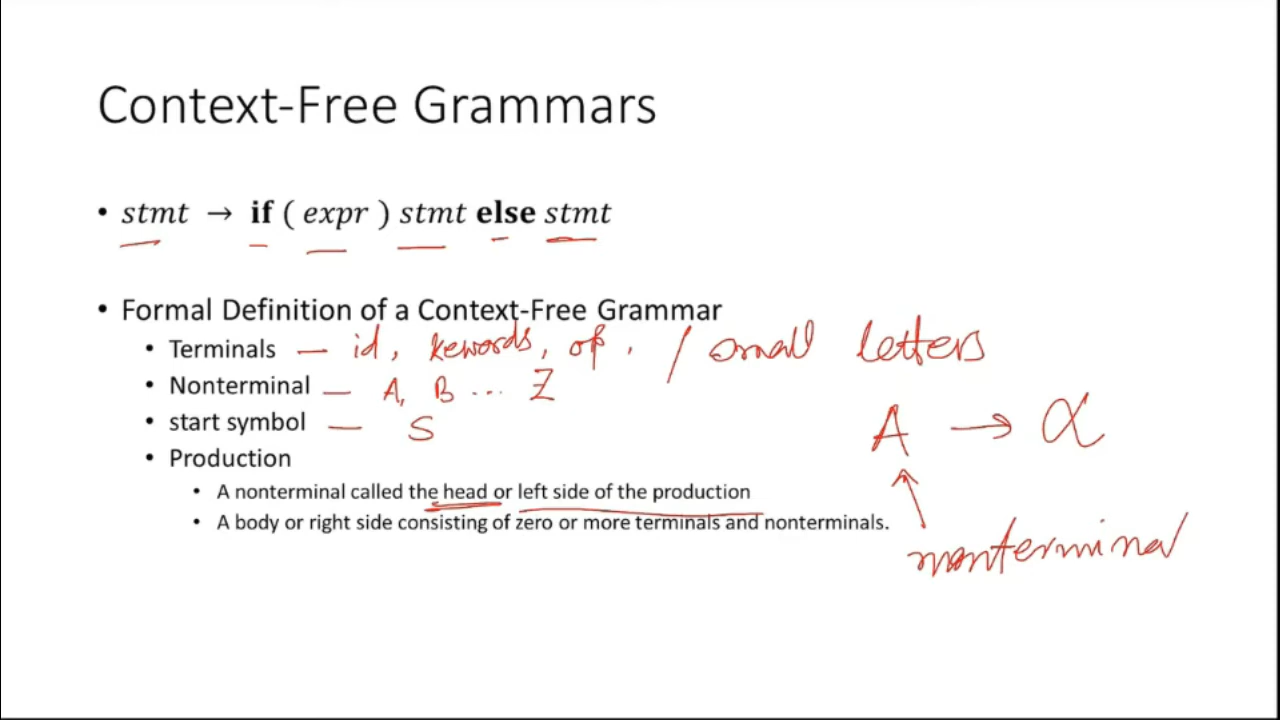 Context-Free Grammars
• stmt → if ( expr ) stmt else stmt
• Formal Definition of a Context-Free Grammar
• Terminals — id, kewords, op. / small letters
• Nonterminal — A, B ... Z
• start symbol — S
A → α
• Production
• A nonterminal called the head or left side of the production
• A body or right side consisting of zero or more terminals and nonterminals.
nonterminal